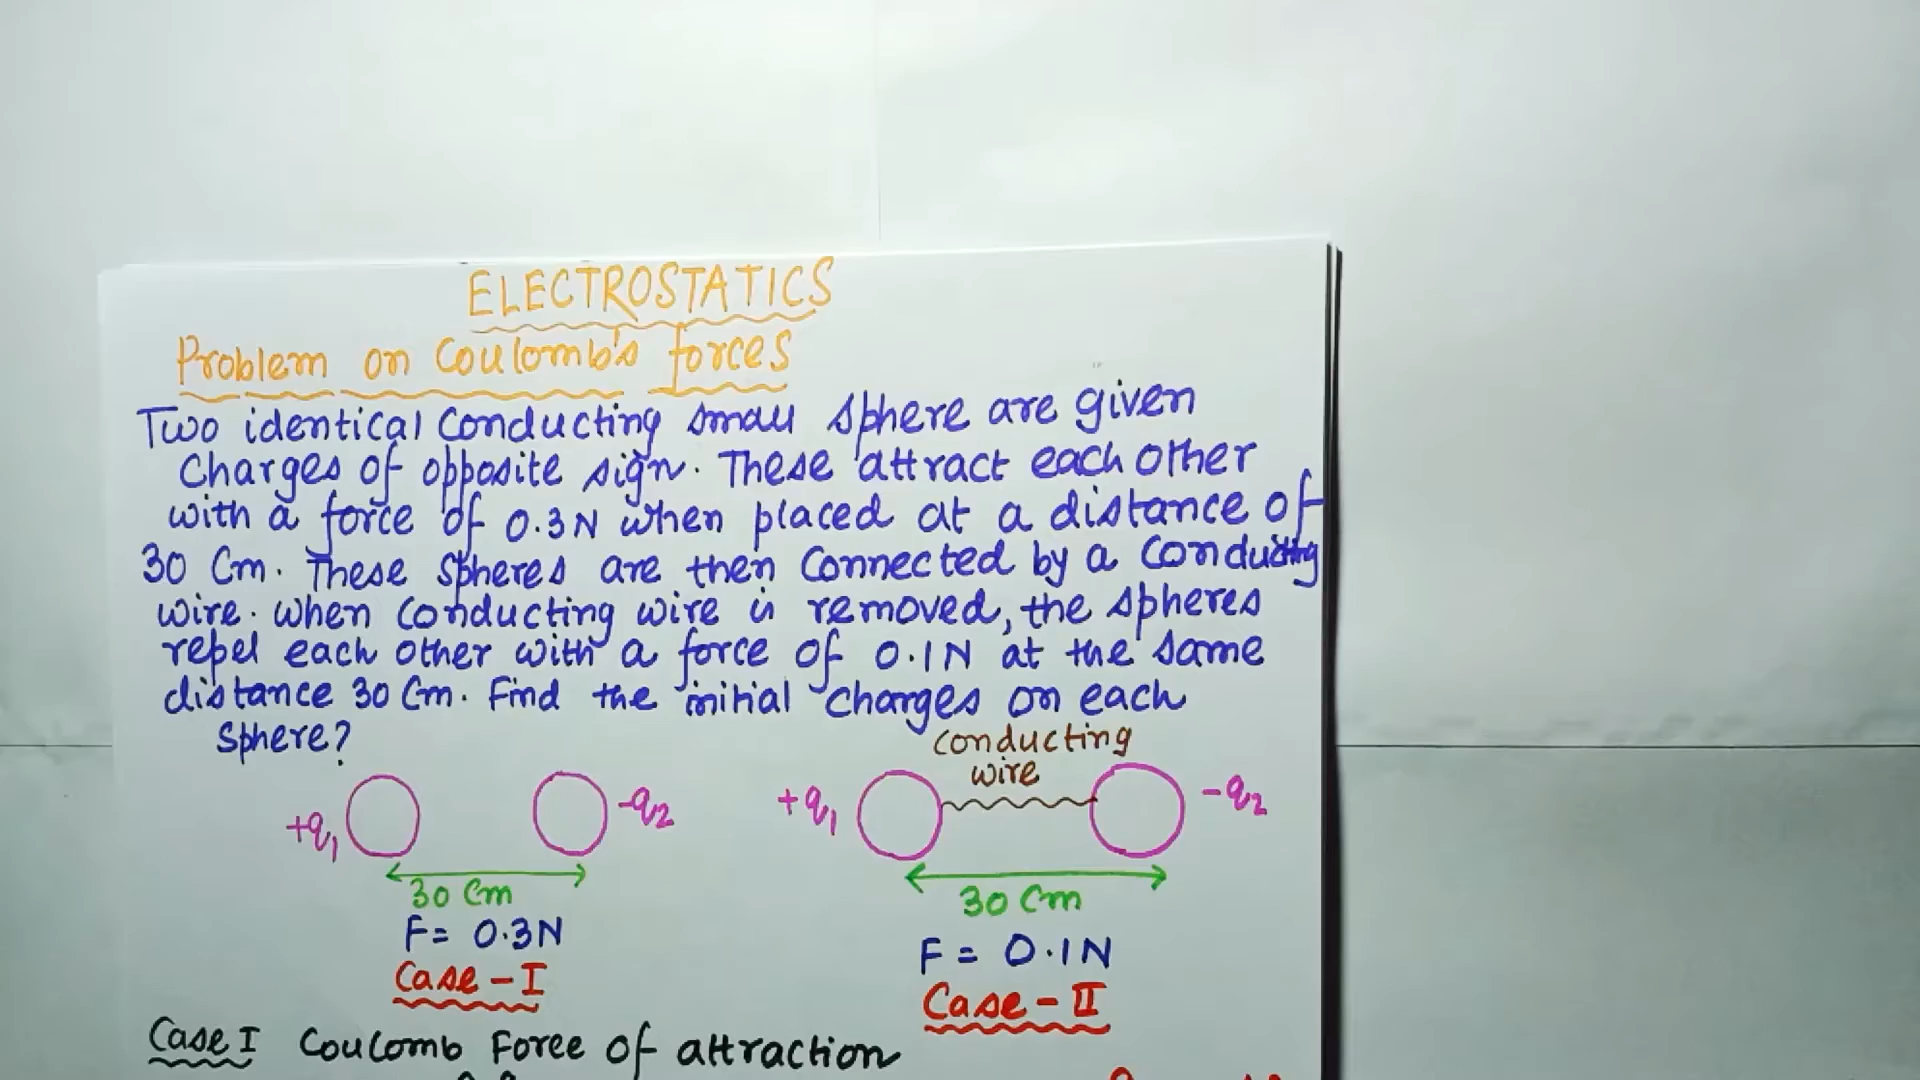 ELECTROSTATICS
Problem on Coulomb's forces
Two identical conducting small sphere are given
charges of opposite sign. These attract each other
with a force of 0.3N when placed at a distance of
30 Cm. These spheres are then connected by a conducting
wire. when conducting wire is removed, the spheres
repel each other with a force of 0.1N at the same
distance 30 Cm. Find the initial charges on each
sphere?
conducting
wire
+q1 -q2 +q1 -q2
30 Cm 30 Cm
F= 0.3N F = 0.1N
Case-I Case-II
Case I Coulomb Force of attraction